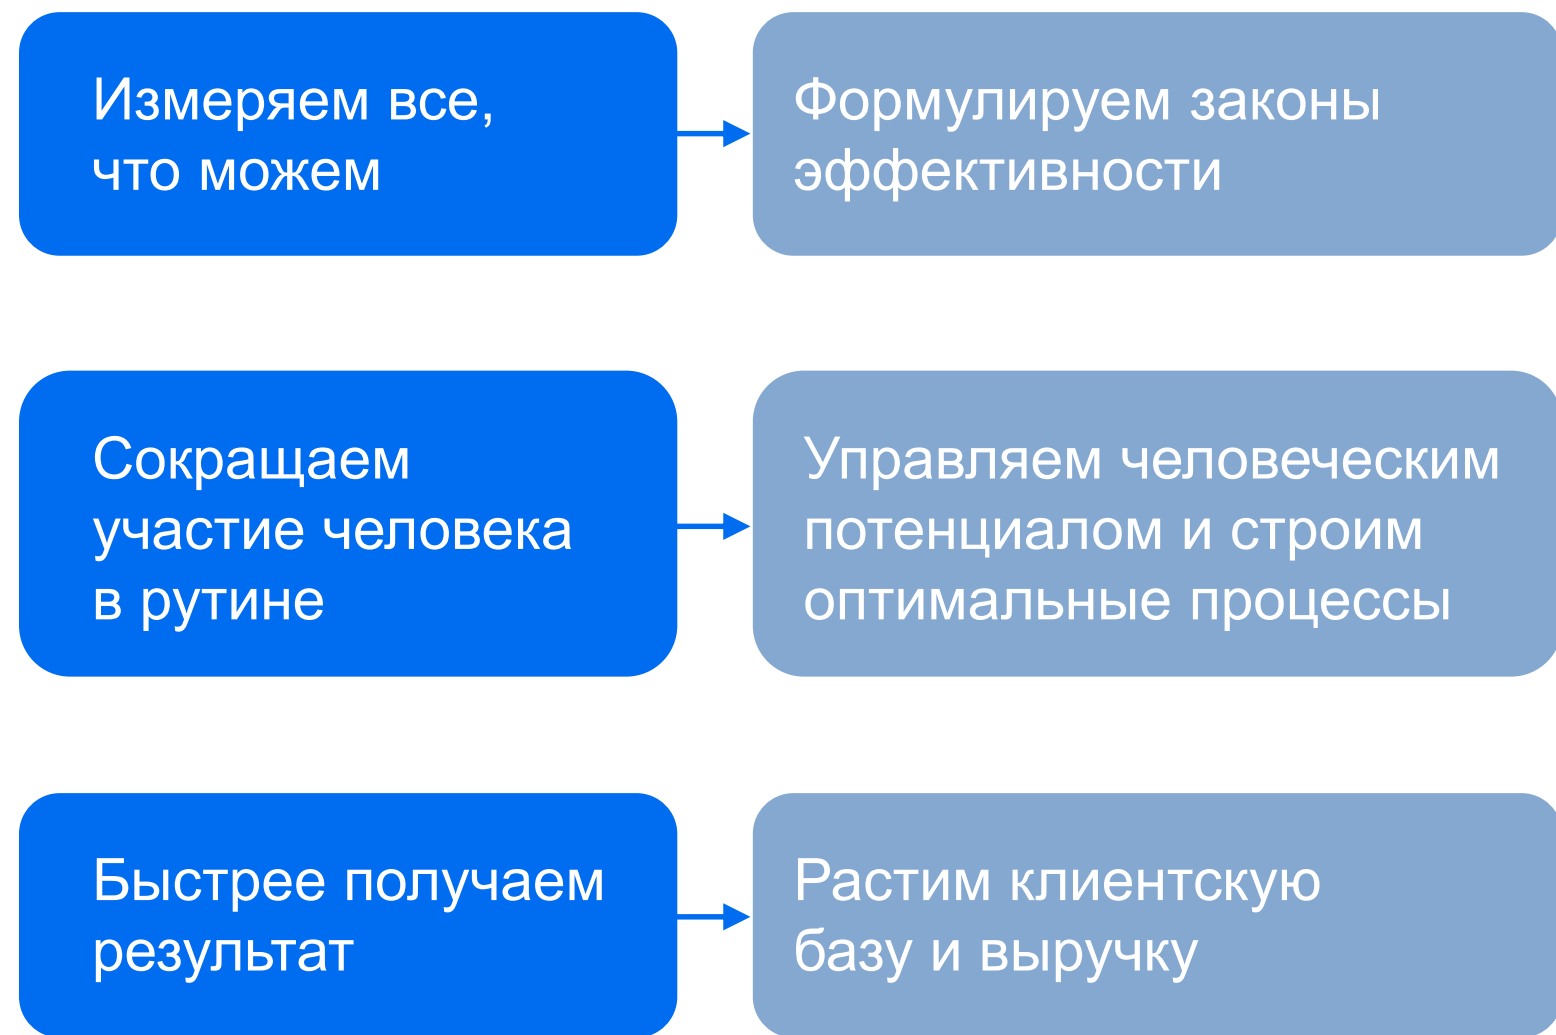 Измеряем все,
что можем
Формулируем законы
эффективности
Сокращаем
участие человека
в рутине
Управляем человеческим
потенциалом и строим
оптимальные процессы
Быстрее получаем
результат
Растим клиентскую
базу и выручку